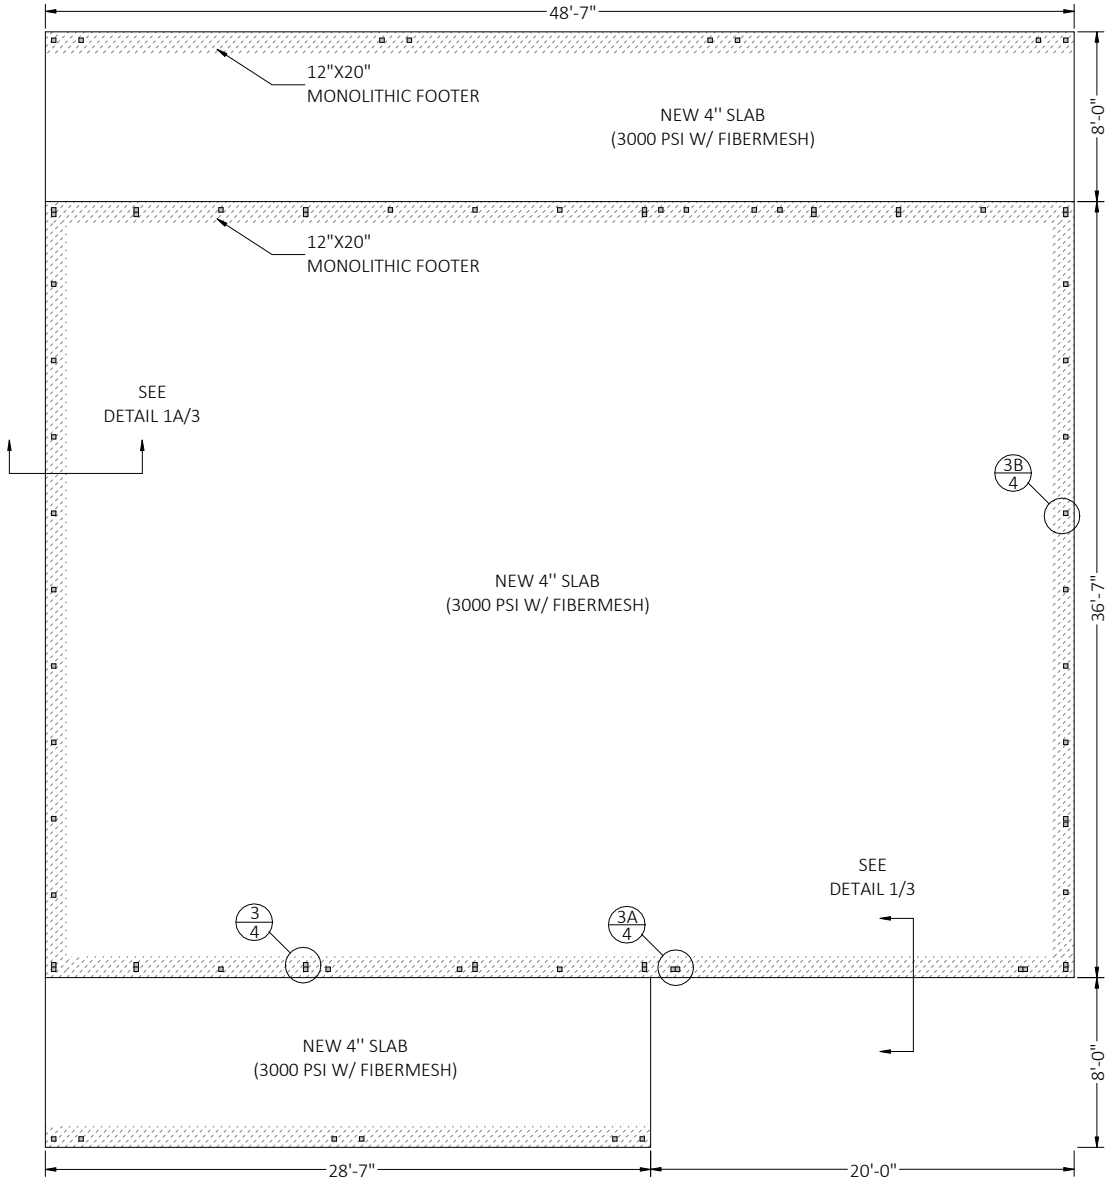 48'-7"
12"X20"
MONOLITHIC FOOTER
NEW 4'' SLAB
(3000 PSI W/ FIBERMESH)
8'-0"
12"X20"
MONOLITHIC FOOTER
SEE
DETAIL 1A/3
3B
4
NEW 4'' SLAB
(3000 PSI W/ FIBERMESH)
36'-7"
SEE
DETAIL 1/3
3
4
3A
4
NEW 4'' SLAB
(3000 PSI W/ FIBERMESH)
8'-0"
28'-7"
20'-0"